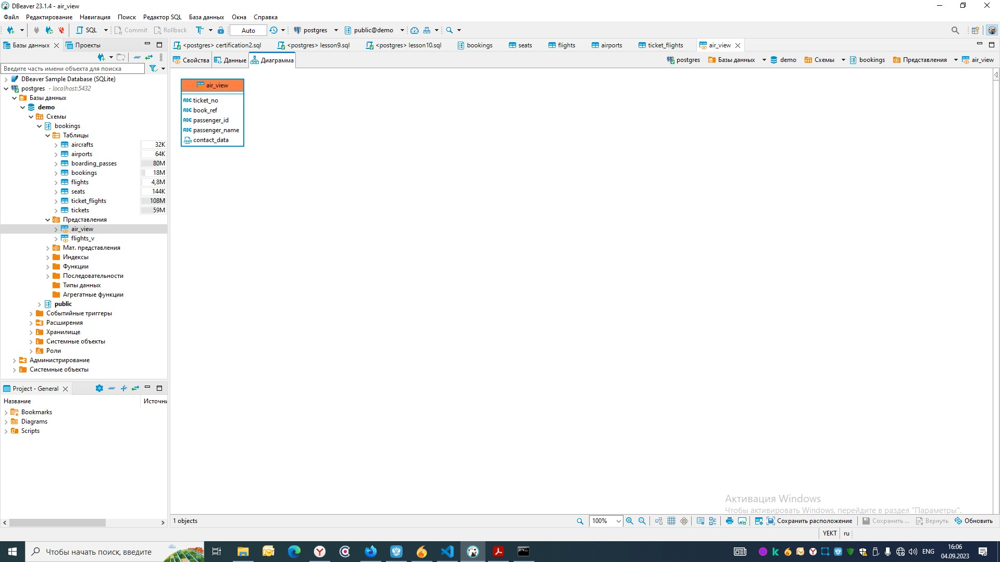 DBeaver 23.1.4 - air_view
Файл Редактирование Навигация Поиск Редактор SQL База данных Окна Справка
SQL Commit Rollback Auto postgres public@demo
Базы данных Проекты
<postgres> certification2.sql <postgres> lesson9.sql <postgres> lesson10.sql bookings seats flights airports ticket_flights air_view
Свойства Данные Диаграмма
postgres Базы данных demo Схемы bookings Представления air_view
Введите часть имени объекта для поиска
DBeaver Sample Database (SQLite)
postgres - localhost:5432
Базы данных
demo
Схемы
bookings
Таблицы
aircrafts 32K
airports 64K
boarding_passes 80M
bookings 18M
flights 4,8M
seats 144K
ticket_flights 108M
tickets 59M
Представления
air_view
flights_v
Мат. представления
Индексы
Функции
Последовательности
Типы данных
Агрегатные функции
public
Событийные триггеры
Расширения
Хранилище
Системные объекты
Роли
Администрирование
Системные объекты
air_view
ABC ticket_no
ABC book_ref
ABC passenger_id
ABC passenger_name
JSON contact_data
Project - General
Название Источни
Bookmarks
Diagrams
Scripts
Активация Windows
Чтобы активировать Windows, перейдите в раздел "Параметры".
1 objects
100%
Сохранить расположение Сохранить ... Вернуть Обновить
YEKT ru
Чтобы начать поиск, введите
ENG
16:06
04.09.2023